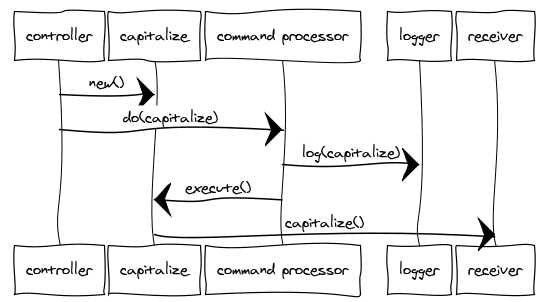 controller capitalize command processor logger receiver
new()
do(capitalize)
log(capitalize)
execute()
capitalize()
controller capitalize command processor logger receiver